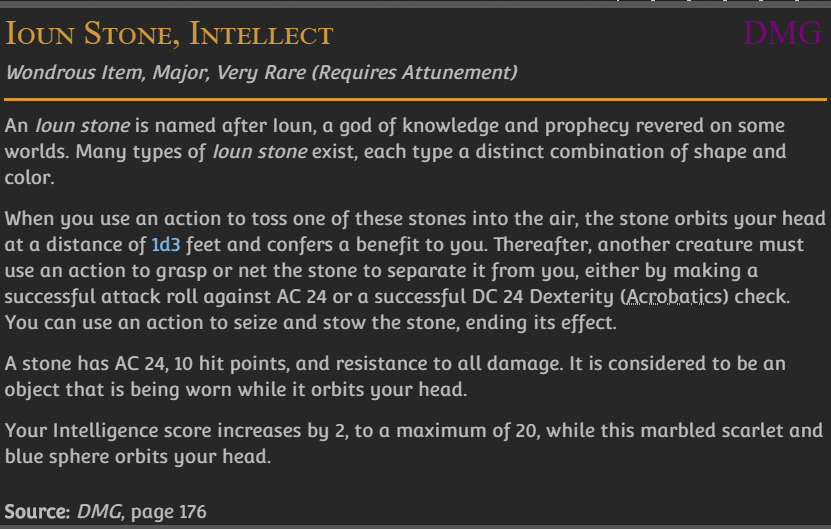 Ioun Stone, Intellect DMG
Wondrous Item, Major, Very Rare (Requires Attunement)
An Ioun stone is named after Ioun, a god of knowledge and prophecy revered on some
worlds. Many types of Ioun stone exist, each type a distinct combination of shape and
color.
When you use an action to toss one of these stones into the air, the stone orbits your head
at a distance of 1d3 feet and confers a benefit to you. Thereafter, another creature must
use an action to grasp or net the stone to separate it from you, either by making a
successful attack roll against AC 24 or a successful DC 24 Dexterity (Acrobatics) check.
You can use an action to seize and stow the stone, ending its effect.
A stone has AC 24, 10 hit points, and resistance to all damage. It is considered to be an
object that is being worn while it orbits your head.
Your Intelligence score increases by 2, to a maximum of 20, while this marbled scarlet and
blue sphere orbits your head.
Source: DMG, page 176